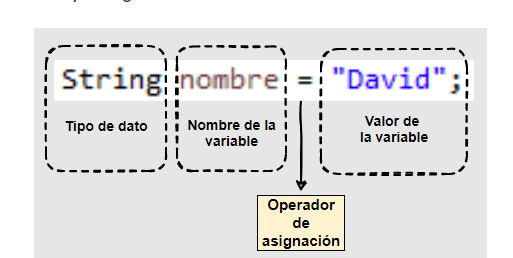 String nombre = "David";
Tipo de dato
Nombre de la
variable
Valor de
la variable
Operador
de
asignación